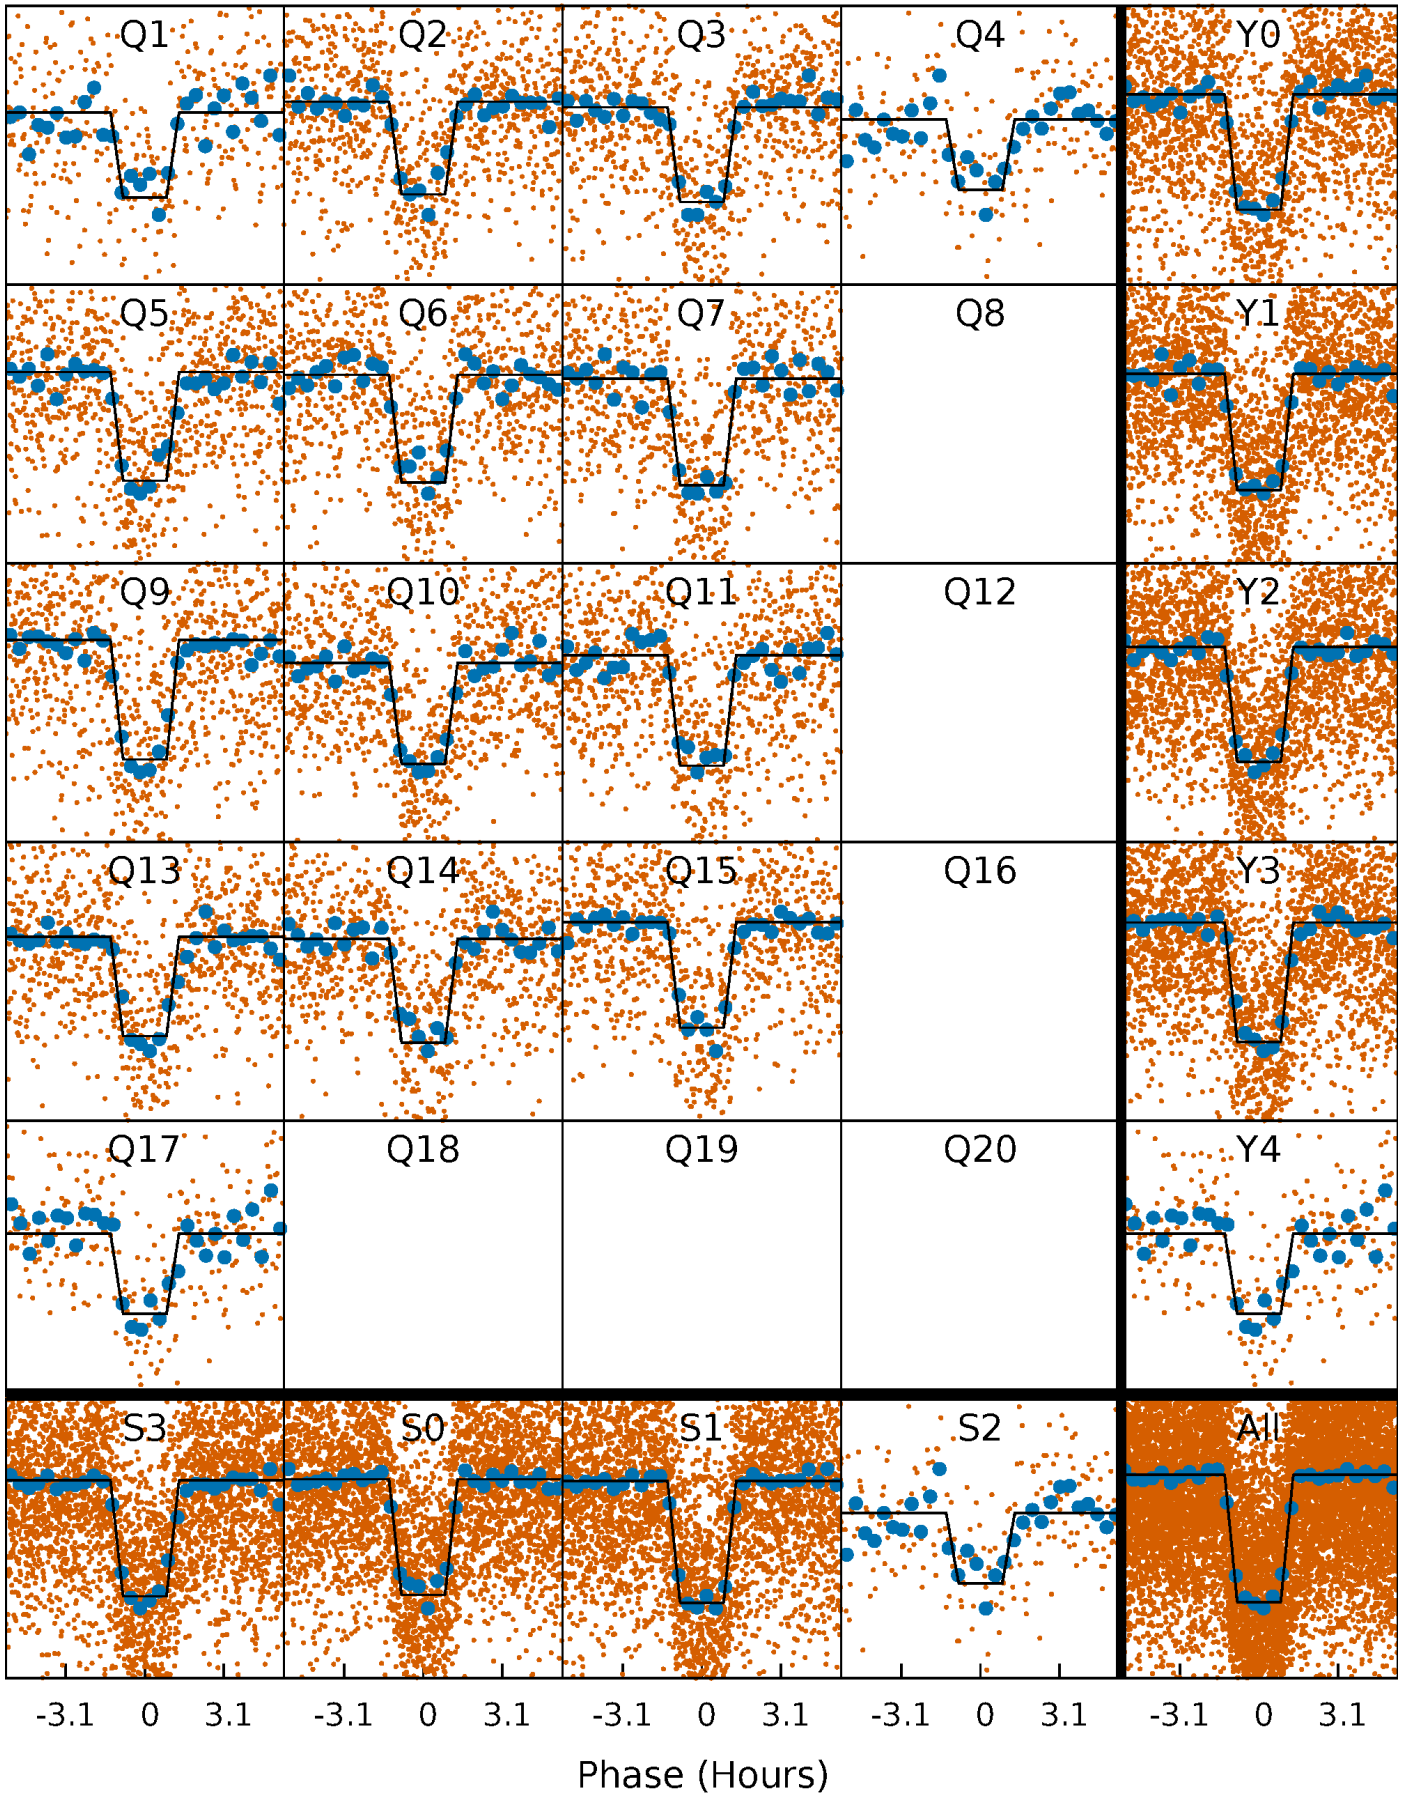 Q1 Q2 Q3 Q4 Y0
Q5 Q6 Q7 Q8 Y1
Q9 Q10 Q11 Q12 Y2
Q13 Q14 Q15 Q16 Y3
Q17 Q18 Q19 Q20 Y4
S3 S0 S1 S2 All
-3.1 0 3.1 -3.1 0 3.1 -3.1 0 3.1 -3.1 0 3.1 -3.1 0 3.1
Phase (Hours)